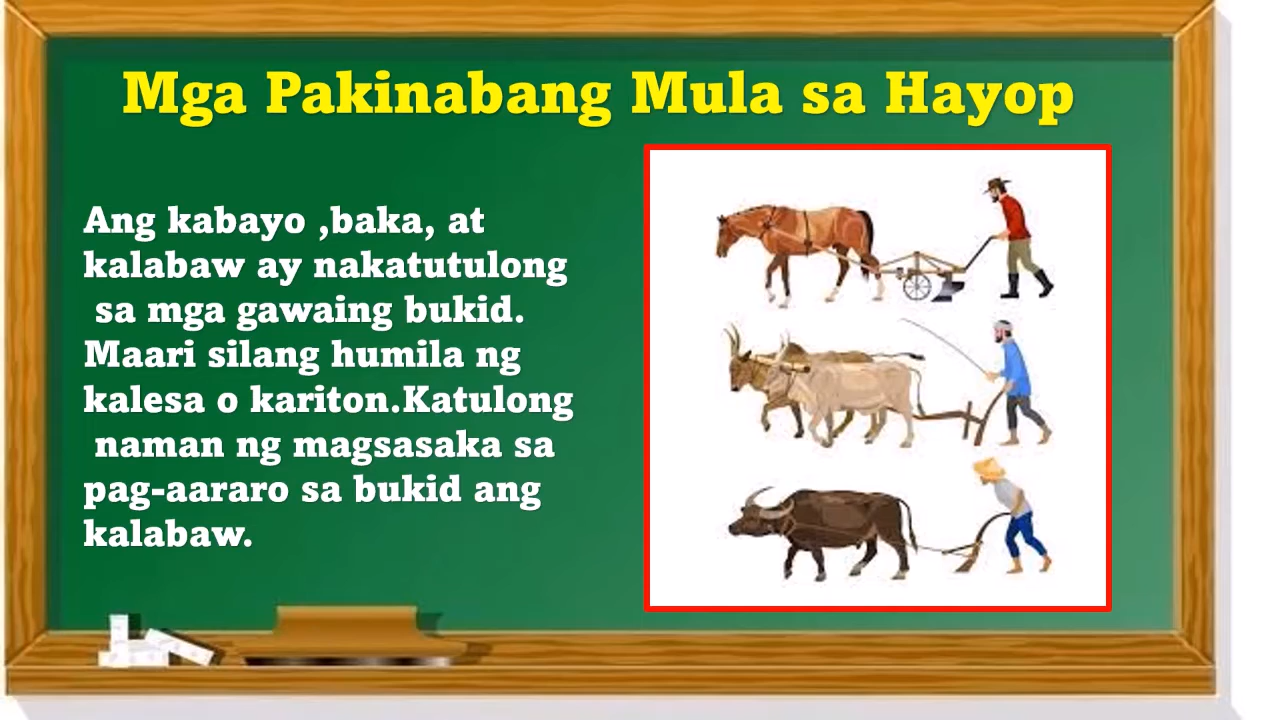 Mga Pakinabang Mula sa Hayop
Ang kabayo ,baka, at
kalabaw ay nakatutulong
sa mga gawaing bukid.
Maari silang humila ng
kalesa o kariton.Katulong
naman ng magsasaka sa
pag-aararo sa bukid ang
kalabaw.